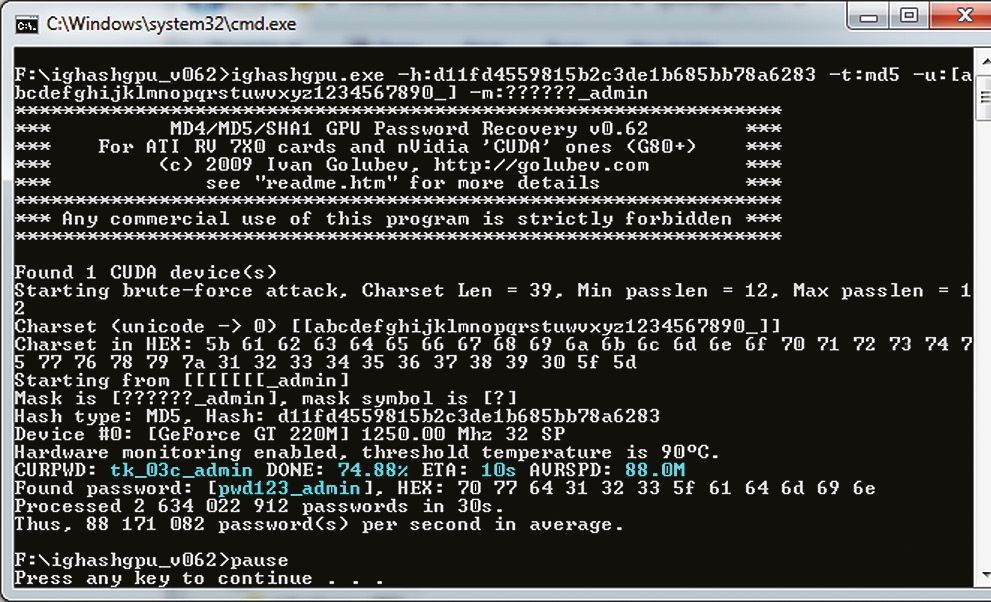 C:\Windows\system32\cmd.exe
F:\ighashgpu_v062>ighashgpu.exe -h:d11fd4559815b2c3de1b685bb78a6283 -t:md5 -u:[a
bcdefghijklmnopqrstuwvxyz1234567890_] -m:??????_admin
***************************************************************
*** MD4/MD5/SHA1 GPU Password Recovery v0.62 ***
*** For ATI RV 7X0 cards and nVidia 'CUDA' ones (G80+) ***
*** (c) 2009 Ivan Golubev, http://golubev.com ***
*** see "readme.htm" for more details ***
***************************************************************
*** Any commercial use of this program is strictly forbidden ***
***************************************************************
Found 1 CUDA device(s)
Starting brute-force attack, Charset Len = 39, Min passlen = 12, Max passlen = 1
2
Charset (unicode -> 0) [[abcdefghijklmnopqrstuwvxyz1234567890_]]
Charset in HEX: 5b 61 62 63 64 65 66 67 68 69 6a 6b 6c 6d 6e 6f 70 71 72 73 74 7
5 77 76 78 79 7a 31 32 33 34 35 36 37 38 39 30 5f 5d
Starting from [[[[[[[_admin]
Mask is [??????_admin], mask symbol is [?]
Hash type: MD5, Hash: d11fd4559815b2c3de1b685bb78a6283
Device #0: [GeForce GT 220M] 1250.00 Mhz 32 SP
Hardware monitoring enabled, threshold temperature is 90ºC.
CURPWD: tk_03c_admin DONE: 74.88% ETA: 10s AVRSPD: 88.0M
Found password: [pwd123_admin], HEX: 70 77 64 31 32 33 5f 61 64 6d 69 6e
Processed 2 634 022 912 passwords in 30s.
Thus, 88 171 082 password(s) per second in average.
F:\ighashgpu_v062>pause
Press any key to continue . . .